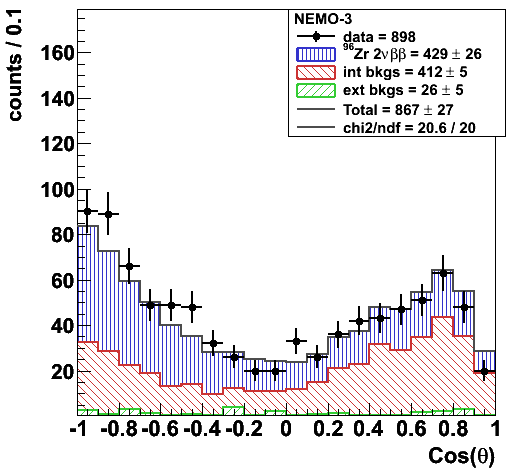 counts / 0.1
160
140
120
100
80
60
40
20
NEMO-3
data = 898
⁹⁶Zr 2νββ = 429 ± 26
int bkgs = 412 ± 5
ext bkgs = 26 ± 5
Total = 867 ± 27
chi2/ndf = 20.6 / 20
-1 -0.8 -0.6 -0.4 -0.2 0 0.2 0.4 0.6 0.8 1
Cos(θ)